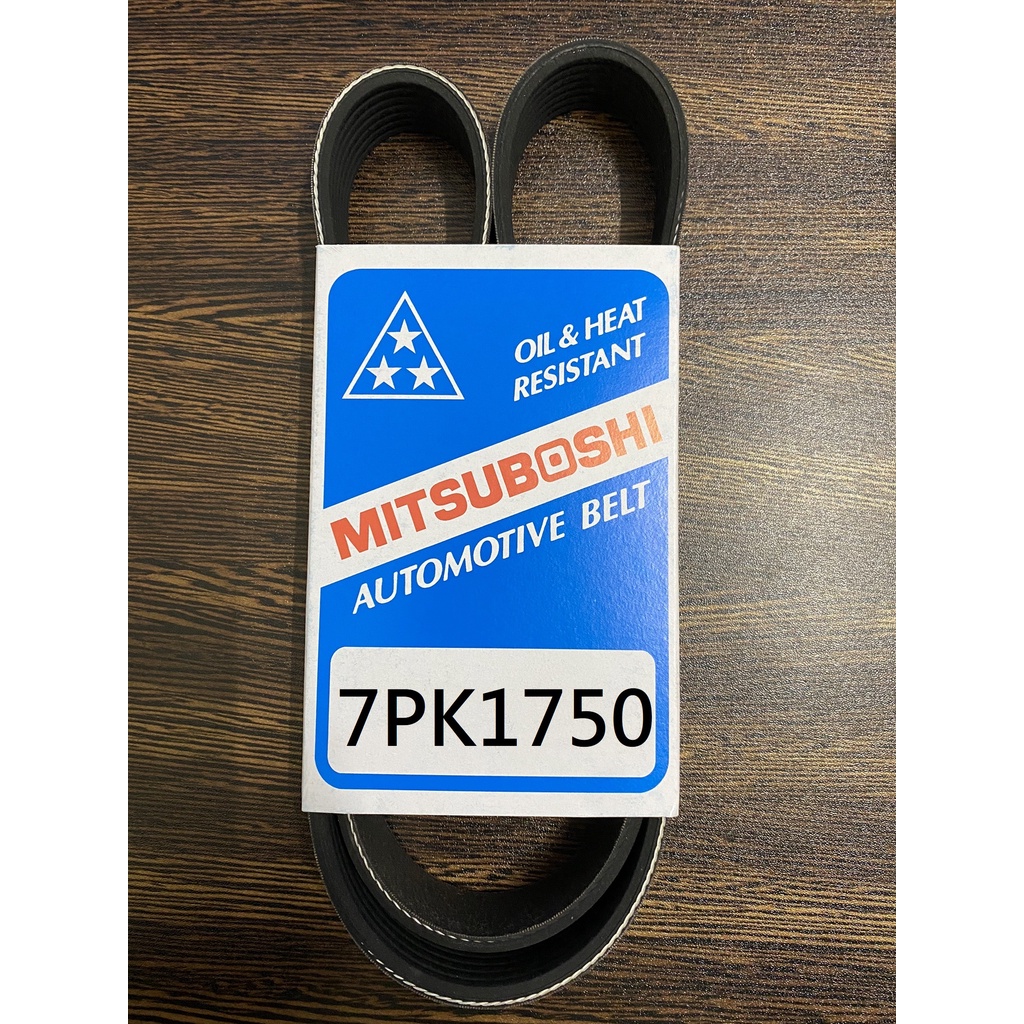 OIL & HEAT
RESISTANT
MITSUBOSHI
AUTOMOTIVE BELT
7PK1750